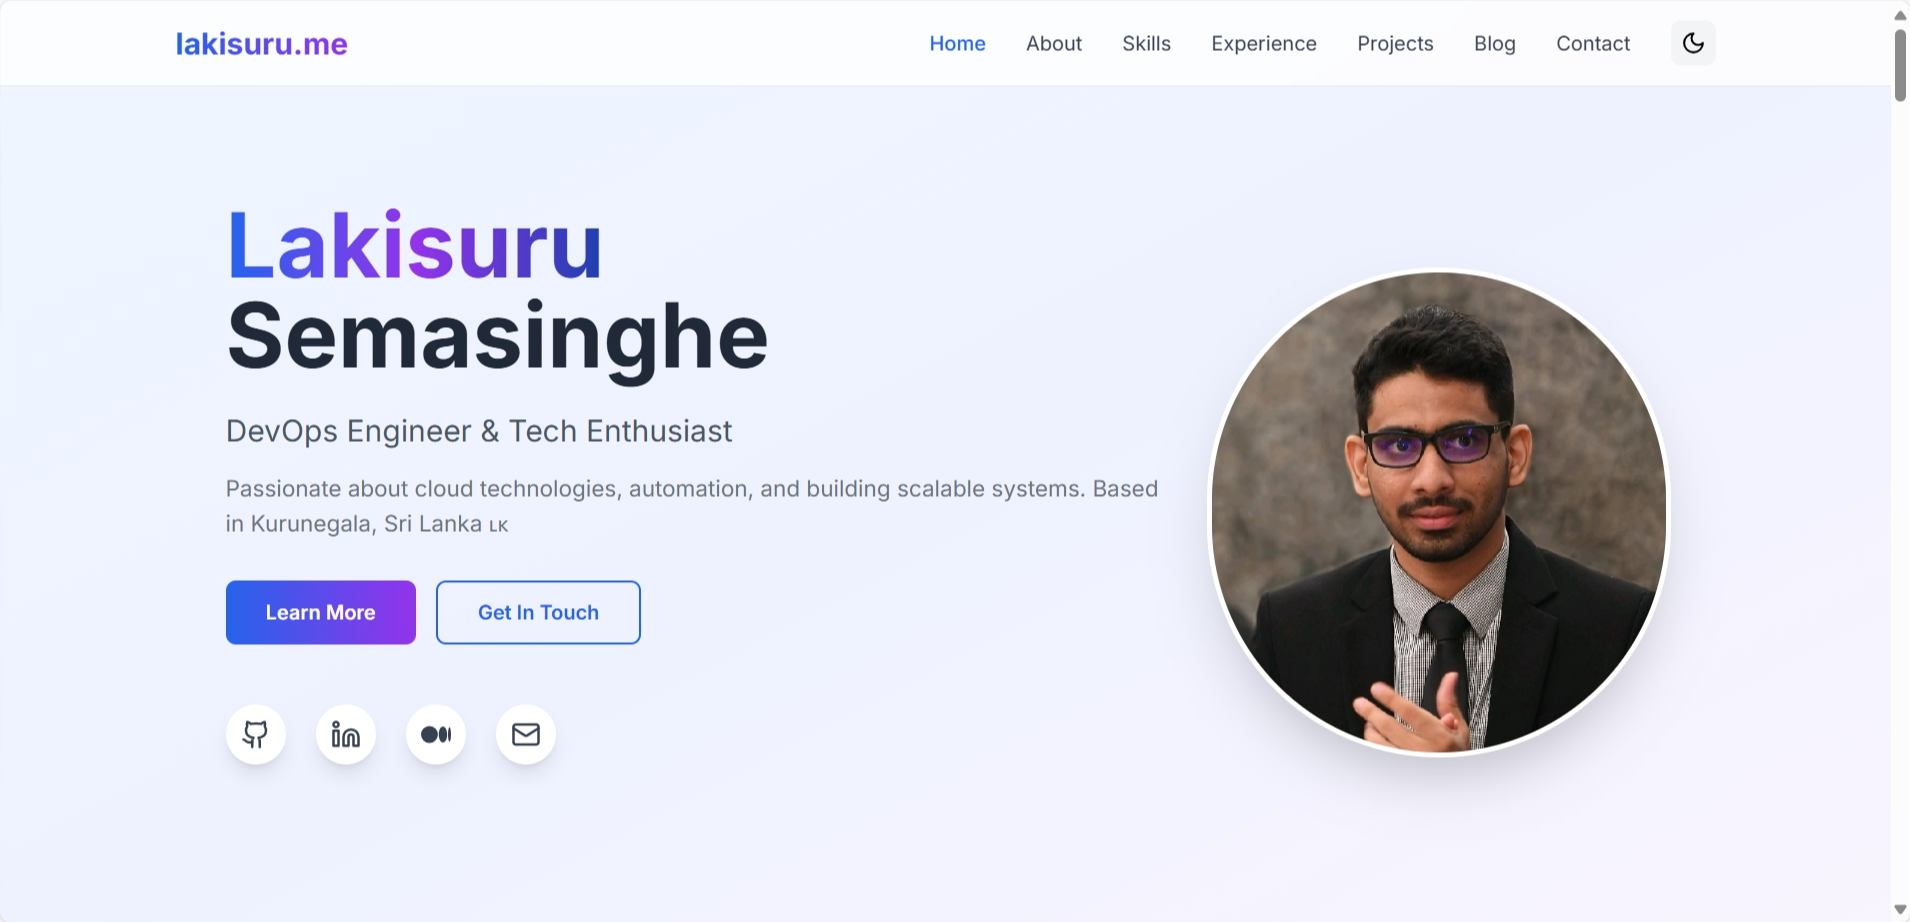 lakisuru.me
Home About Skills Experience Projects Blog Contact
Lakisuru
Semasinghe
DevOps Engineer & Tech Enthusiast
Passionate about cloud technologies, automation, and building scalable systems. Based
in Kurunegala, Sri Lanka ʟᴋ
Learn More Get In Touch